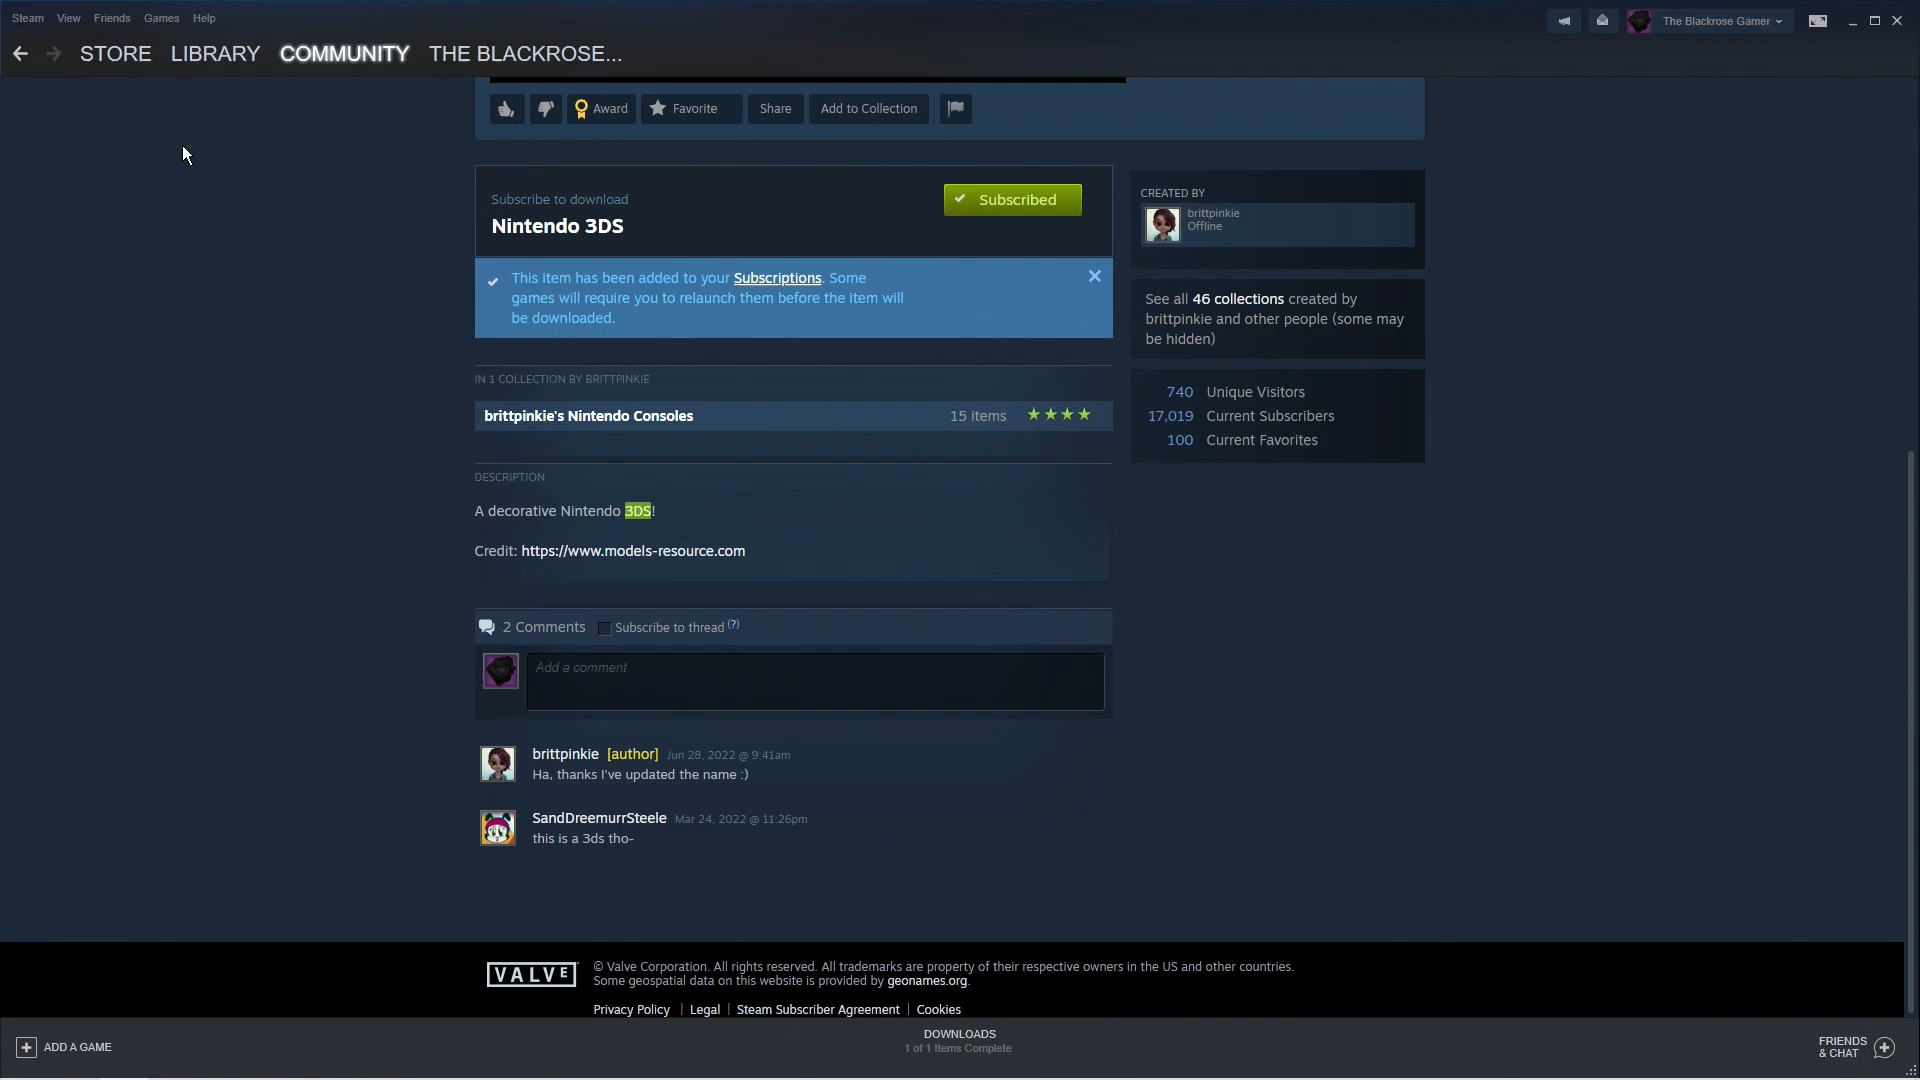 Steam View Friends Games Help
The Blackrose Gamer
STORE LIBRARY COMMUNITY THE BLACKROSE...
Award Favorite Share Add to Collection
Subscribe to download
Nintendo 3DS
Subscribed
This item has been added to your Subscriptions. Some
games will require you to relaunch them before the item will
be downloaded.
IN 1 COLLECTION BY BRITTPINKIE
brittpinkie's Nintendo Consoles 15 items
DESCRIPTION
A decorative Nintendo 3DS!
Credit: https://www.models-resource.com
2 Comments Subscribe to thread (?)
Add a comment
brittpinkie [author] Jun 28, 2022 @ 9:41am
Ha, thanks I've updated the name :)
SandDreemurrSteele Mar 24, 2022 @ 11:26pm
this is a 3ds tho-
CREATED BY
brittpinkie
Offline
See all 46 collections created by
brittpinkie and other people (some may
be hidden)
740 Unique Visitors
17,019 Current Subscribers
100 Current Favorites
VALVE
© Valve Corporation. All rights reserved. All trademarks are property of their respective owners in the US and other countries.
Some geospatial data on this website is provided by geonames.org.
Privacy Policy | Legal | Steam Subscriber Agreement | Cookies
ADD A GAME
DOWNLOADS
1 of 1 Items Complete
FRIENDS
& CHAT